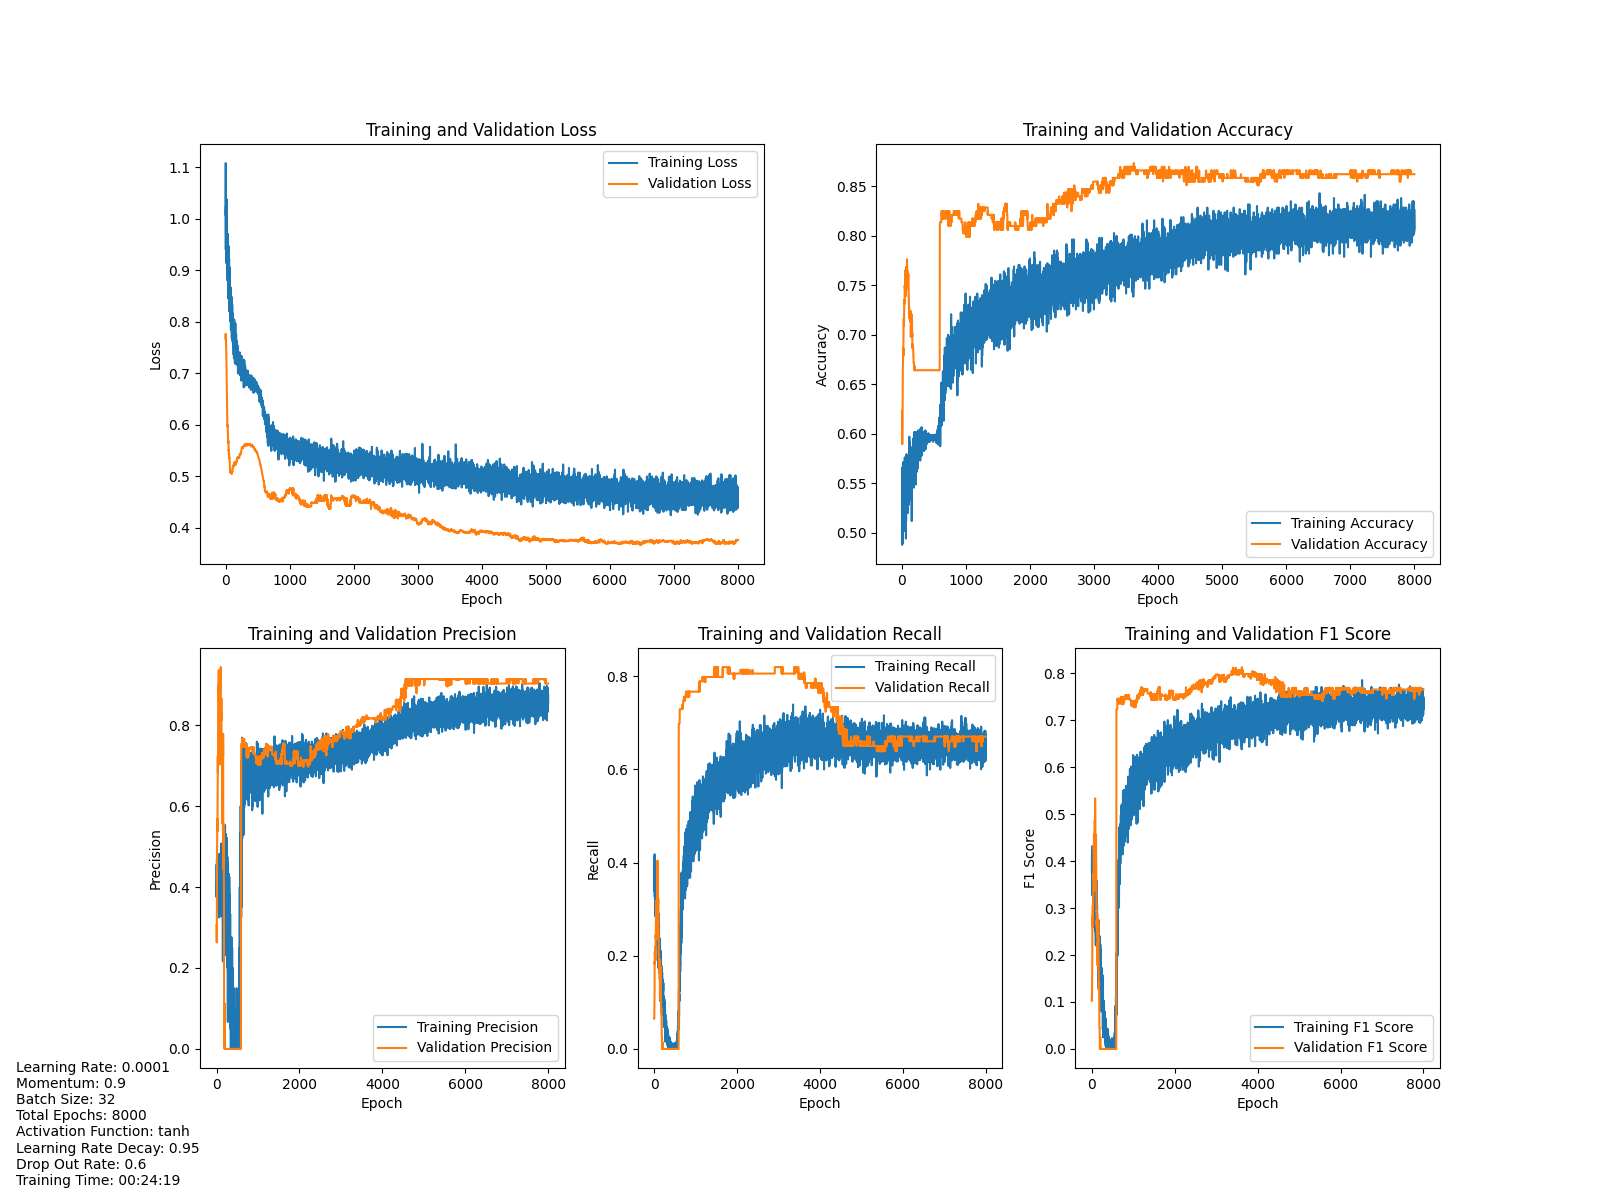 Training and Validation Loss
1.1
1.0
0.9
0.8
0.7
0.6
0.5
0.4
Loss
0 1000 2000 3000 4000 5000 6000 7000 8000
Epoch
Training Loss
Validation Loss
Training and Validation Accuracy
0.85
0.80
0.75
0.70
0.65
0.60
0.55
0.50
Accuracy
0 1000 2000 3000 4000 5000 6000 7000 8000
Epoch
Training Accuracy
Validation Accuracy
Training and Validation Precision
0.8
0.6
0.4
0.2
0.0
Precision
0 2000 4000 6000 8000
Epoch
Training Precision
Validation Precision
Training and Validation Recall
0.8
0.6
0.4
0.2
0.0
Recall
0 2000 4000 6000 8000
Epoch
Training Recall
Validation Recall
Training and Validation F1 Score
0.8
0.7
0.6
0.5
0.4
0.3
0.2
0.1
0.0
F1 Score
0 2000 4000 6000 8000
Epoch
Training F1 Score
Validation F1 Score
Learning Rate: 0.0001
Momentum: 0.9
Batch Size: 32
Total Epochs: 8000
Activation Function: tanh
Learning Rate Decay: 0.95
Drop Out Rate: 0.6
Training Time: 00:24:19